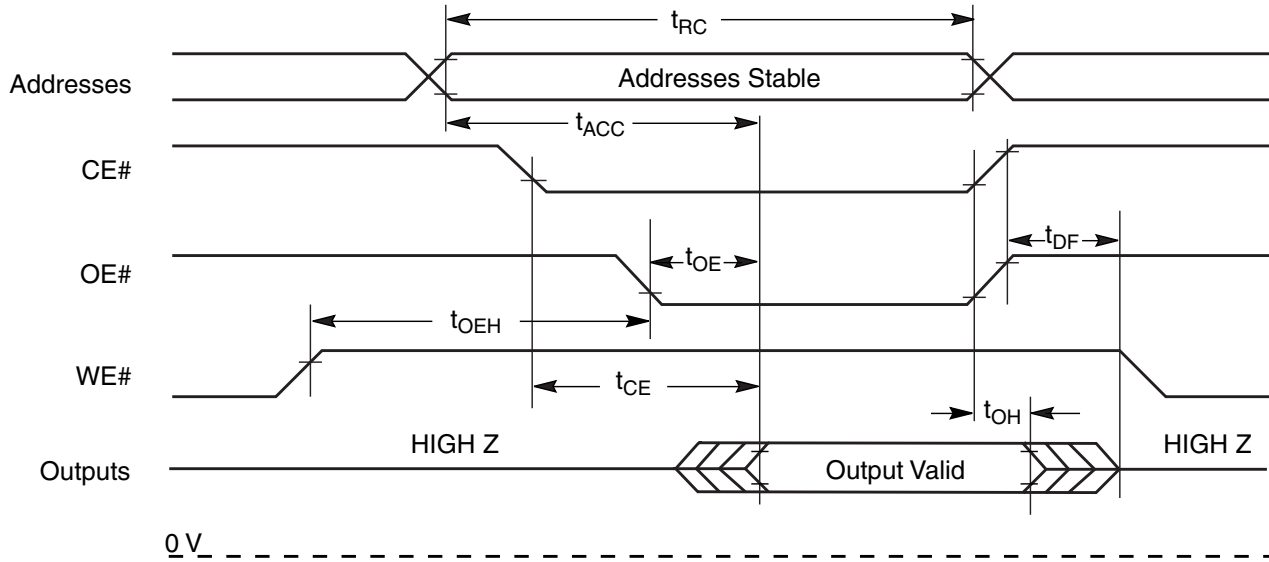 tRC
Addresses
Addresses Stable
tACC
CE#
tDF
OE#
tOE
tOEH
WE#
tCE
tOH
HIGH Z
HIGH Z
Outputs
Output Valid
0 V